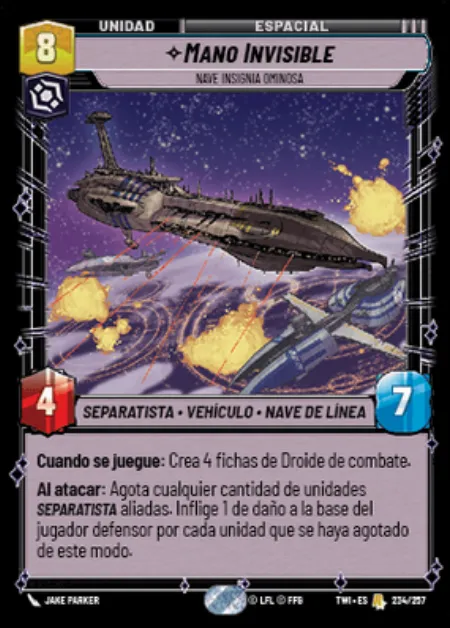 8
UNIDAD
ESPACIAL
MANO INVISIBLE
NAVE INSIGNIA OMINOSA
4
SEPARATISTA • VEHÍCULO • NAVE DE LÍNEA
7
Cuando se juegue: Crea 4 fichas de Droide de combate.
Al atacar: Agota cualquier cantidad de unidades
SEPARATISTA aliadas. Inflige 1 de daño a la base del
jugador defensor por cada unidad que se haya agotado
de este modo.
JAKE PARKER
© LFL © FFG
TWI • ES
234/257